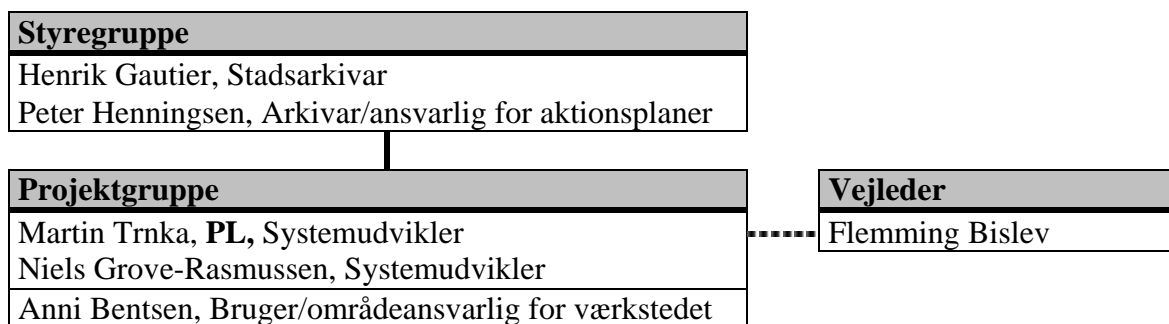 Styregruppe
Henrik Gautier, Stadsarkivar
Peter Henningsen, Arkivar/ansvarlig for aktionsplaner
Projektgruppe
Martin Trnka, PL, Systemudvikler
Niels Grove-Rasmussen, Systemudvikler
Anni Bentsen, Bruger/områdeansvarlig for værkstedet
Vejleder
Flemming Bislev